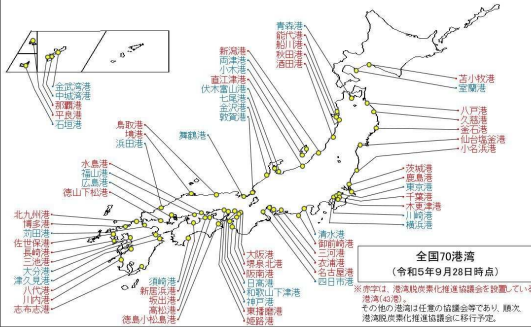 青森港
能代港
船川港
秋田港
酒田港
新潟港
両津港
小木港
直江津港
伏木富山港
七尾港
金沢港
敦賀港
舞鶴港
鳥取港
境港
浜田港
金武湾港
中城湾港
那覇港
平良港
石垣港
苫小牧港
室蘭港
八戸港
久慈港
釜石港
仙台塩釜港
小名浜港
茨城港
鹿島港
東京港
千葉港
木更津港
川崎港
横浜港
水島港
福山港
広島港
徳山下松港
北九州港
博多港
苅田港
佐世保港
長崎港
三池港
大分港
津久見港
八代港
川内港
志布志港
須崎港
新居浜港
坂出港
高松港
徳島小松島港
大阪港
堺泉北港
阪南港
日高港
和歌山下津港
神戸港
東播磨港
姫路港
清水港
御前崎港
三河港
衣浦港
名古屋港
四日市港
全国70港湾
（令和5年9月28日時点）
※赤字は、港湾脱炭素化推進協議会を設置している
港湾(43港)。
その他の港湾は任意の協議会等であり、順次、
港湾脱炭素化推進協議会に移行予定。